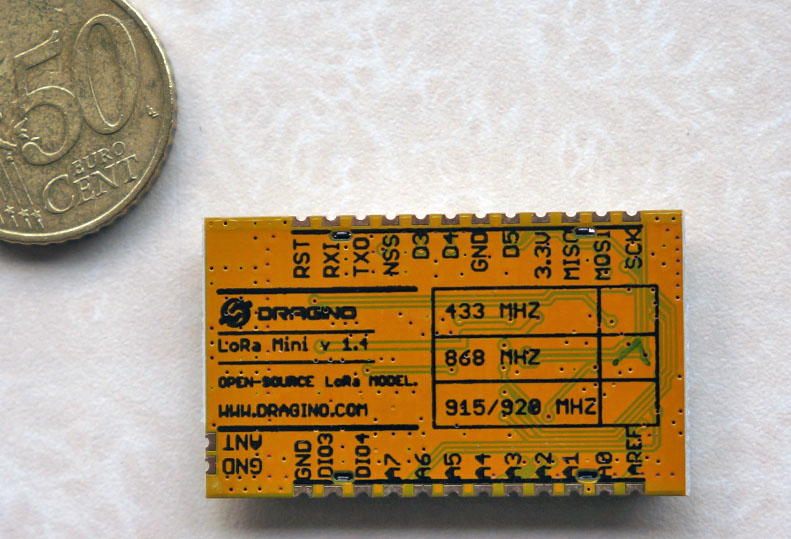 50
EURO
CENT
RST RXI TXO NSS D3 D4 GND D5 3.3V MISO MOSI SCK
DRAGINO
LoRa Mini v 1.4
OPEN-SOURCE LoRa MODEL.
WWW.DRAGINO.COM
433 MHZ
868 MHZ
915/920 MHZ
ANT
GND
GND DIO3 DIO4 A7 A6 A5 A4 A3 A2 A1 A0 AREF